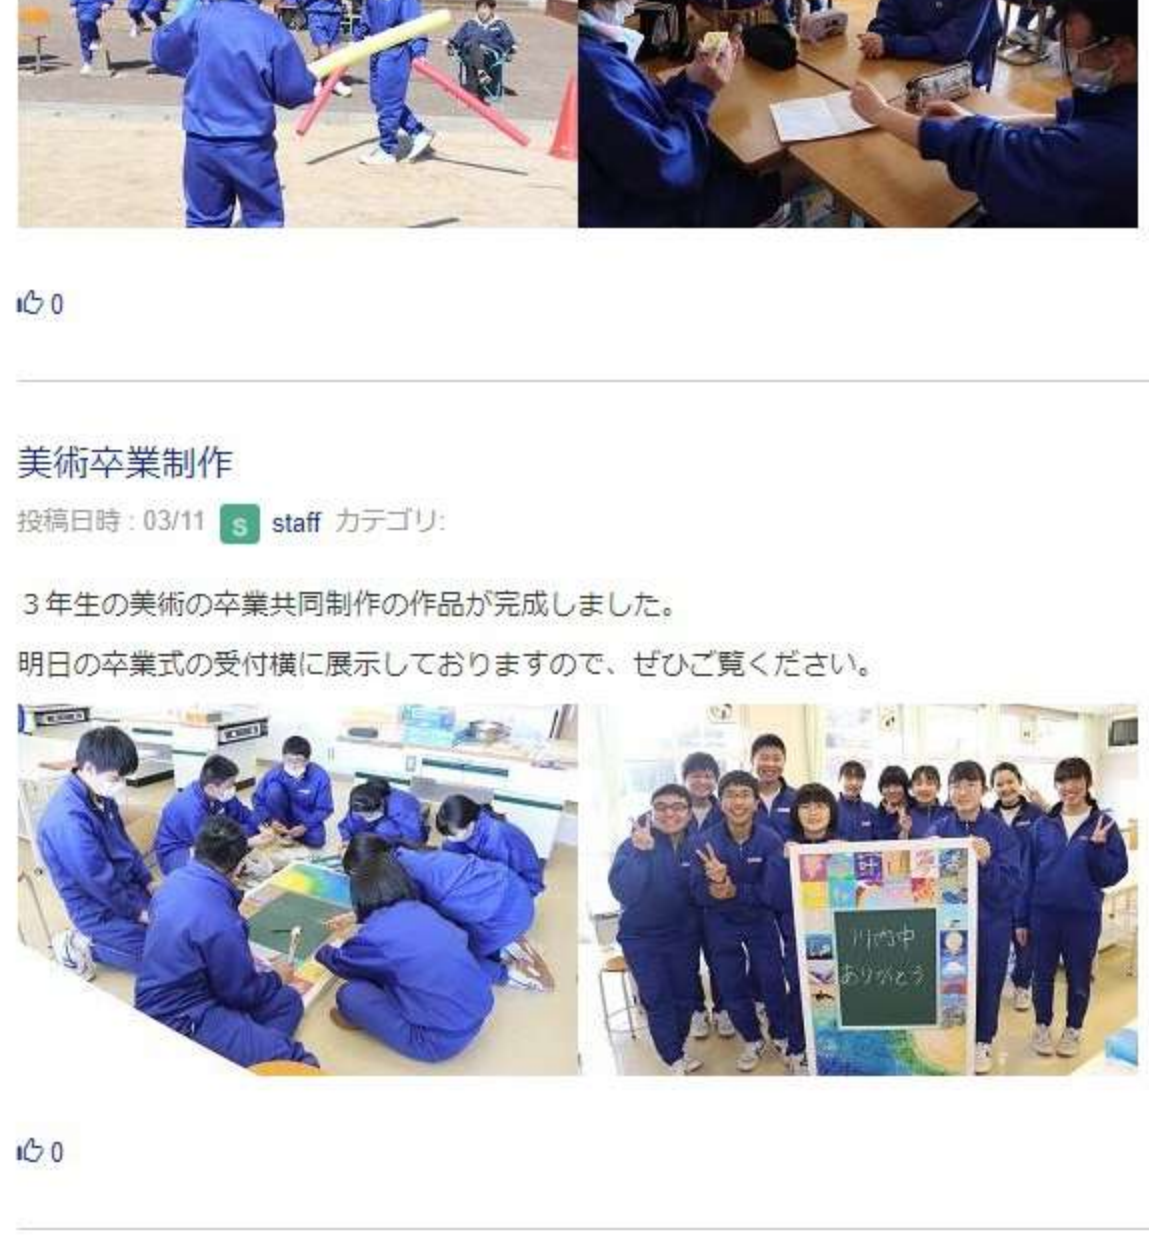 0
美術卒業制作
投稿日時 : 03/11 S staff カテゴリ:
３年生の美術の卒業共同制作の作品が完成しました。
明日の卒業式の受付横に展示しておりますので、ぜひご覧ください。
川内中
ありがとう
0